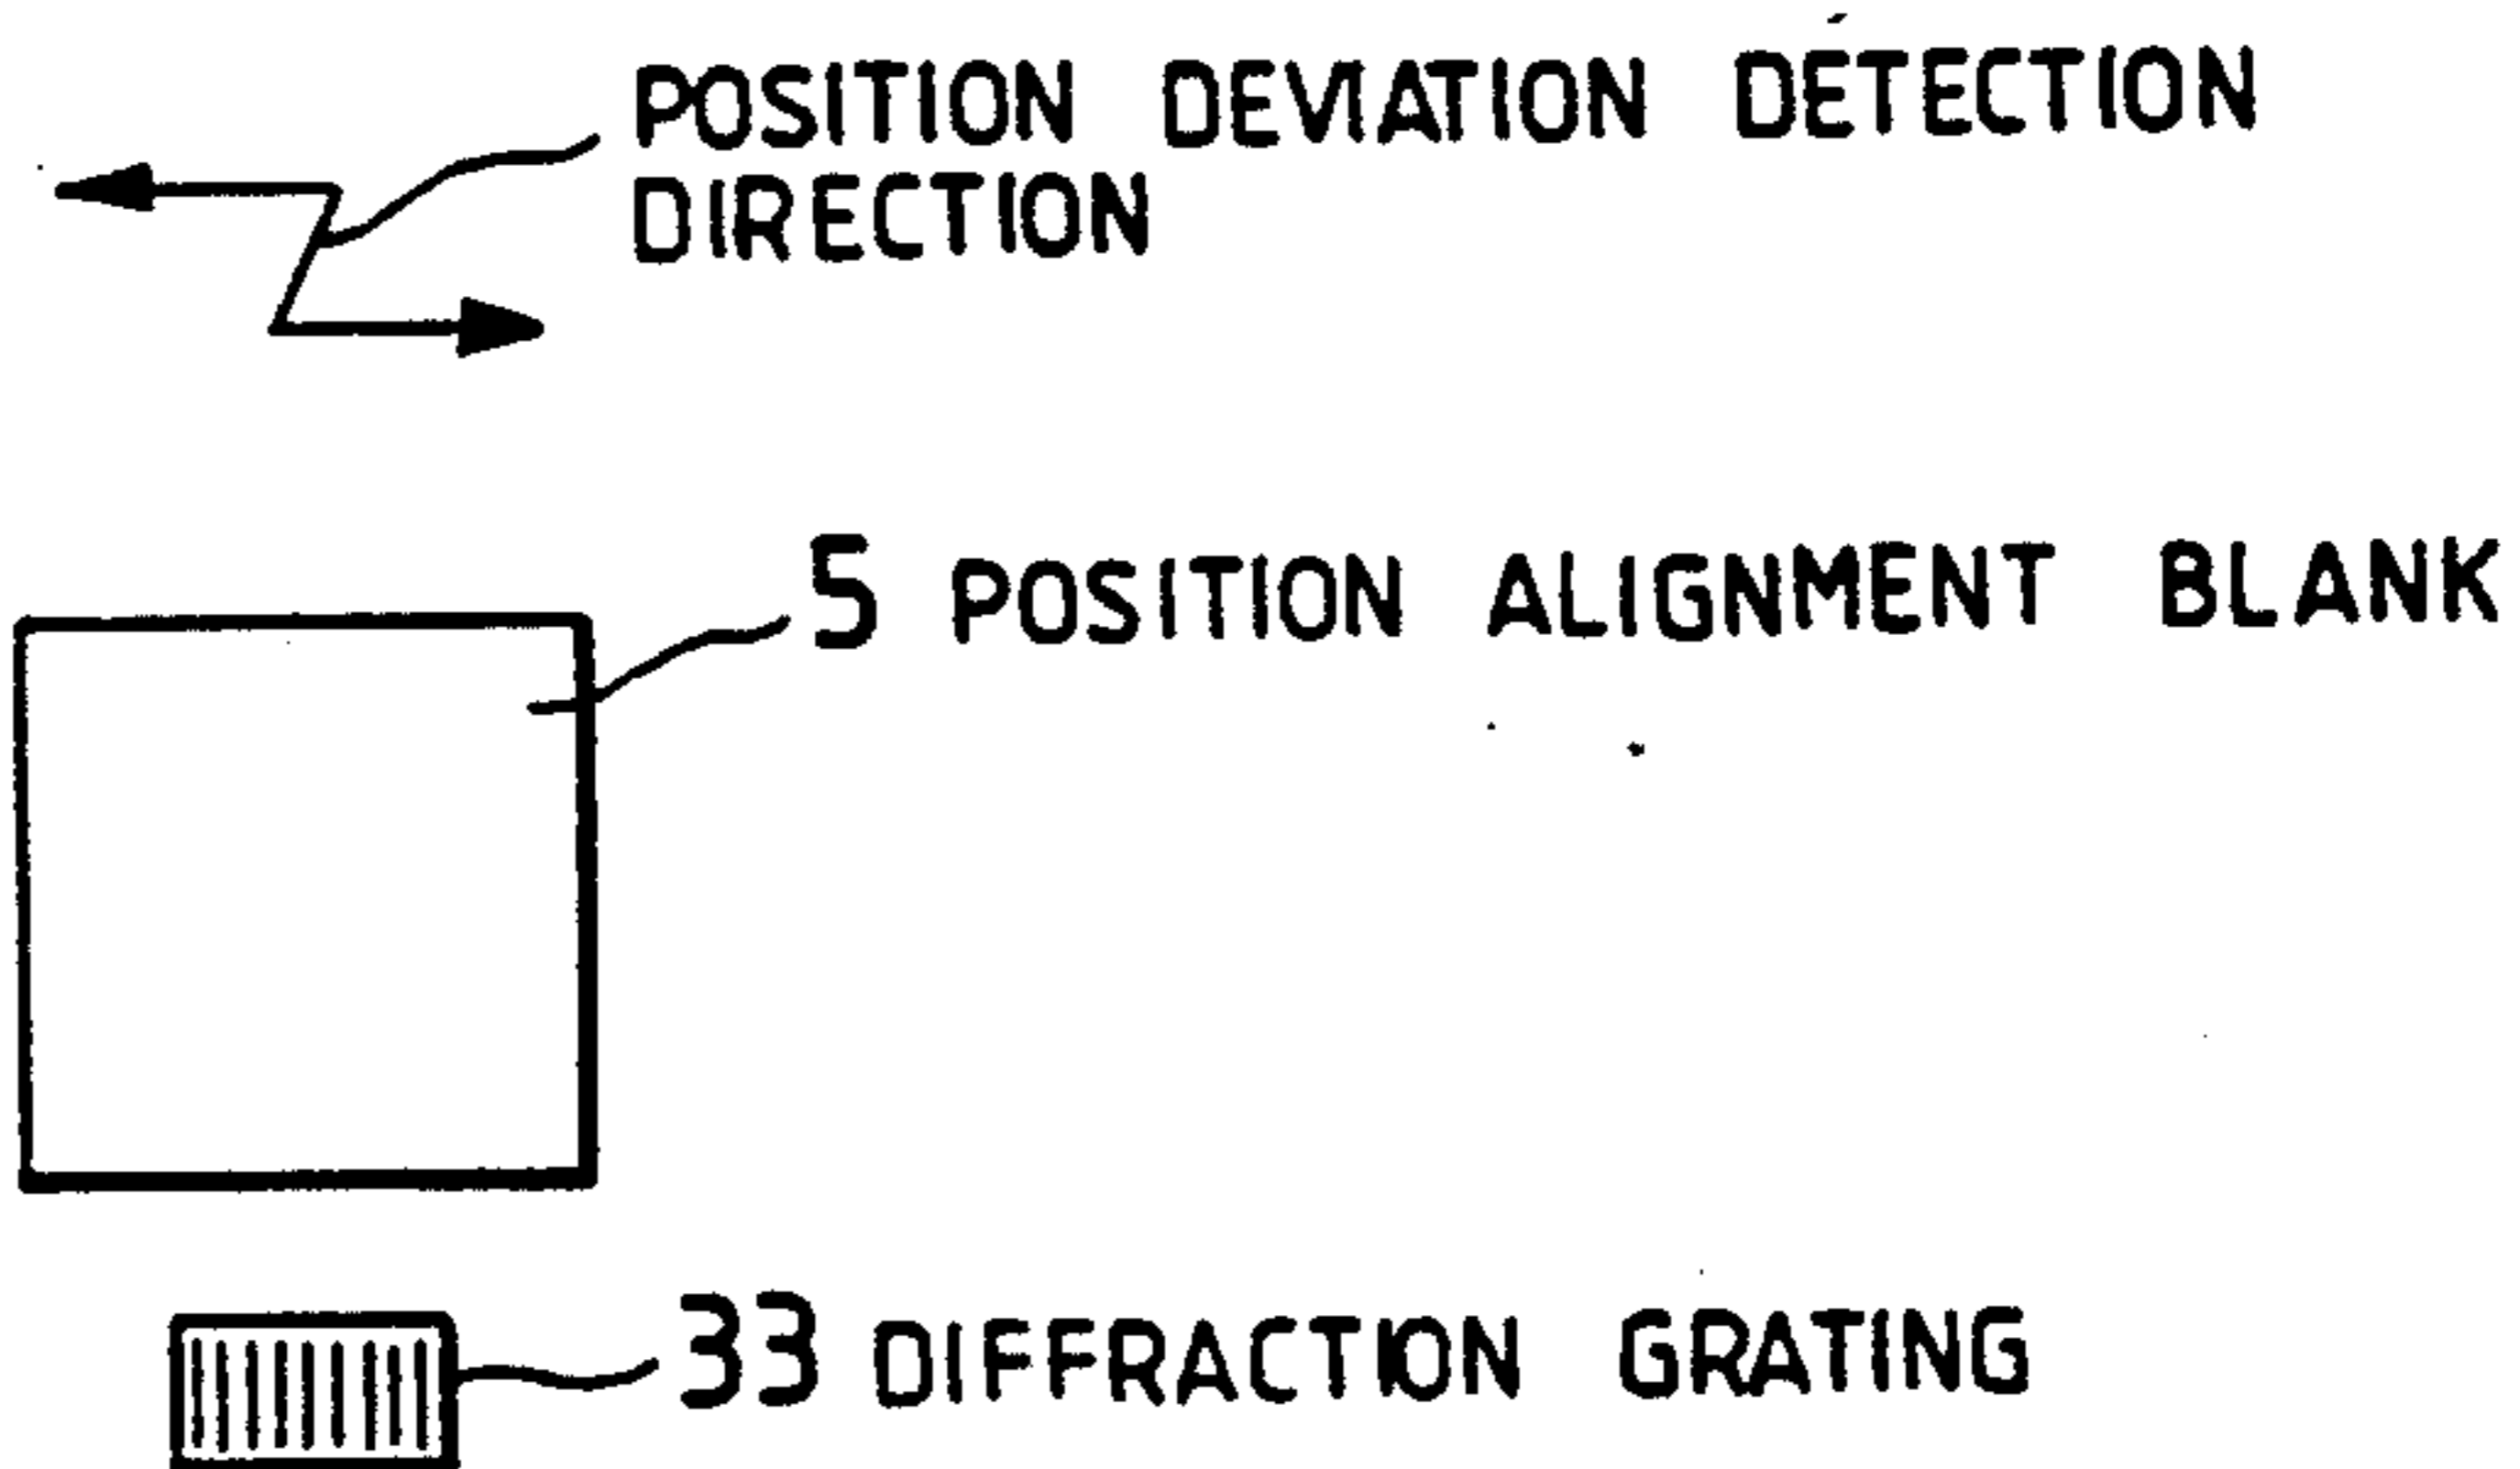 POSITION DEVIATION DETECTION
DIRECTION
5 POSITION ALIGNMENT BLANK
33 DIFFRACTION GRATING